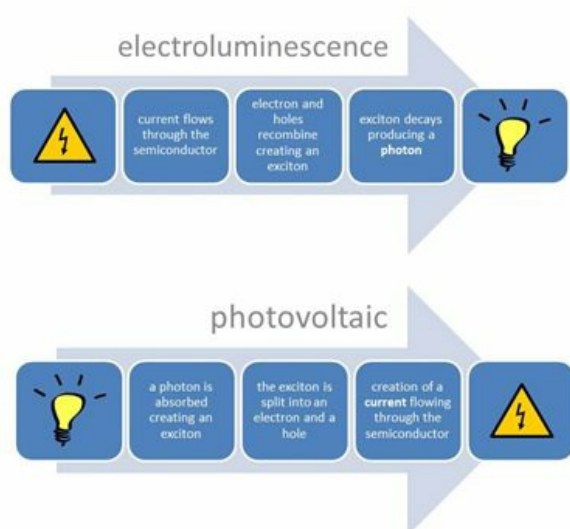 electroluminescence
current flows
through the
semiconductor
electron and
holes
recombine
creating an
exciton
exciton decays
producing a
photon
photovoltaic
a photon is
absorbed
creating an
exciton
the exciton is
split into an
electron and a
hole
creation of a
current flowing
through the
semiconductor